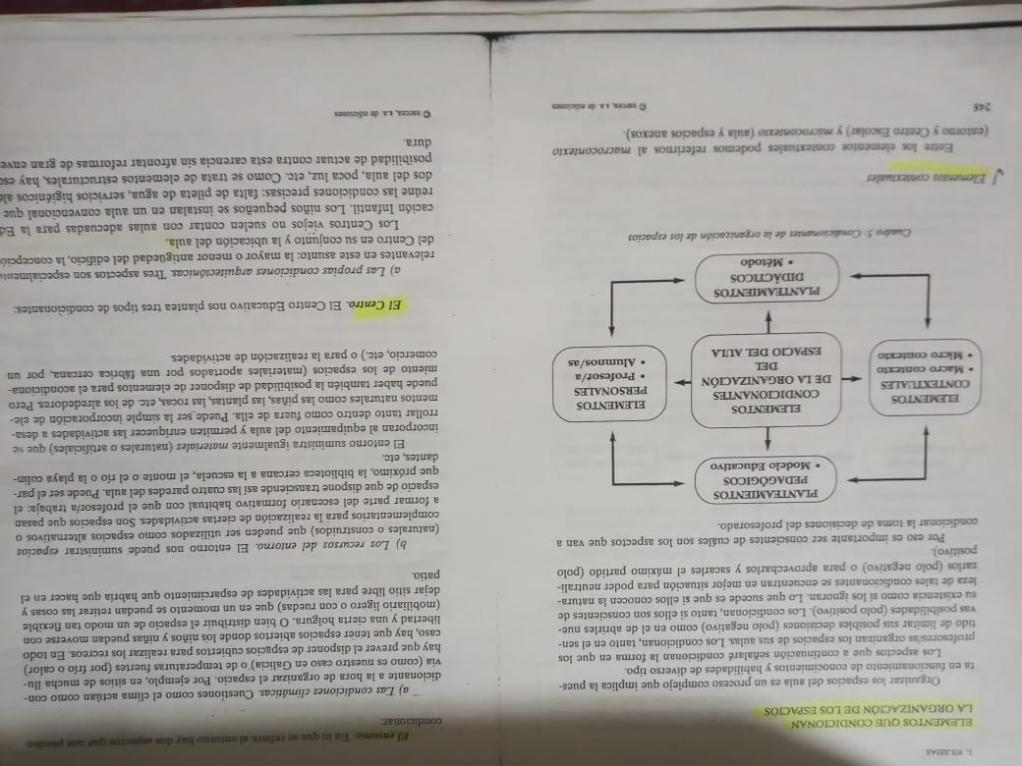 L. IGLESIAS
ELEMENTOS QUE CONDICIONAN
LA ORGANIZACIÓN DE LOS ESPACIOS
Organizar los espacios del aula es un proceso complejo que implica la pues-
ta en funcionamiento de conocimientos y habilidades de diverso tipo.
Los aspectos que a continuación señalaré condicionan la forma en que los
profesores/as organizan los espacios de sus aulas. Los condicionan, tanto en el sen-
tido de limitar sus posibles decisiones (polo negativo) como en el de abrirles nue-
vas posibilidades (polo positivo). Los condicionan, tanto si ellos son conscientes de
su existencia como si los ignoran. Lo que sucede es que si ellos conocen la natura-
leza de tales condicionantes se encuentran en mejor situación para poder neutrali-
zarlos (polo negativo) o para aprovecharlos y sacarles el máximo partido (polo
positivo).
Por eso es importante ser conscientes de cuáles son los aspectos que van a
condicionar la toma de decisiones del profesorado.
PLANTEAMIENTOS
PEDAGÓGICOS
• Modelo Educativo
ELEMENTOS
CONTEXTUALES
• Macro contexto
• Micro contexto
ELEMENTOS
CONDICIONANTES
DE LA ORGANIZACIÓN
DEL
ESPACIO DEL AULA
ELEMENTOS
PERSONALES
• Profesor/a
• Alumnos/as
PLANTEAMIENTOS
DIDÁCTICOS
• Método
Cuadro 5. Condicionantes de la organización de los espacios
Elementos contextuales
Entre los elementos contextuales podemos referirnos al macrocontexto
(entorno y Centro Escolar) y microcontexto (aula y espacios anexos).
248
© narcea, s.a. de ediciones
El entorno. En lo que se refiere al entorno hay dos aspectos que nos pueden
condicionar:
a) Las condiciones climáticas. Cuestiones como el clima actúan como con-
dicionante a la hora de organizar el espacio. Por ejemplo, en sitios de mucha llu-
via (como es nuestro caso en Galicia) o de temperaturas fuertes (por frío o calor)
hay que prever el disponer de espacios cubiertos para realizar los recreos. En todo
caso, hay que tener espacios abiertos donde los niños y niñas puedan moverse con
libertad y una cierta holgura. O bien distribuir el espacio de un modo tan flexible
(mobiliario ligero o con ruedas) que en un momento se puedan retirar las cosas y
dejar sitio libre para las actividades de esparcimiento que habría que hacer en el
patio.
b) Los recursos del entorno. El entorno nos puede suministrar espacios
(naturales o construidos) que pueden ser utilizados como espacios alternativos o
complementarios para la realización de ciertas actividades. Son espacios que pasan
a formar parte del escenario formativo habitual con que el profesor/a trabaja: el
espacio de que dispone transciende así las cuatro paredes del aula. Puede ser el par-
que próximo, la biblioteca cercana a la escuela, el monte o el río o la playa colin-
dantes, etc.
El entorno suministra igualmente materiales (naturales o artificiales) que se
incorporan al equipamiento del aula y permiten enriquecer las actividades a desa-
rrollar tanto dentro como fuera de ella. Puede ser la simple incorporación de ele-
mentos naturales como las piñas, las plantas, las rocas, etc. de los alrededores. Pero
puede haber también la posibilidad de disponer de elementos para el acondiciona-
miento de los espacios (materiales aportados por una fábrica cercana, por un
comercio, etc.) o para la realización de actividades.
El Centro. El Centro Educativo nos plantea tres tipos de condicionantes:
a) Las propias condiciones arquitectónicas. Tres aspectos son
relevantes en este asunto: la mayor o menor antigüedad del edificio, la
del Centro en su conjunto y la ubicación del aula.
Los Centros viejos no suelen contar con aulas adecuadas para la
cación Infantil. Los niños pequeños se instalan en un aula convencional que
reúne las condiciones precisas: falta de pileta de agua, servicios higiénicos
dos del aula, poca luz, etc. Como se trata de elementos estructurales, hay
posibilidad de actuar contra esta carencia sin afrontar reformas de gran
dura.
© narcea, s.a. de ediciones